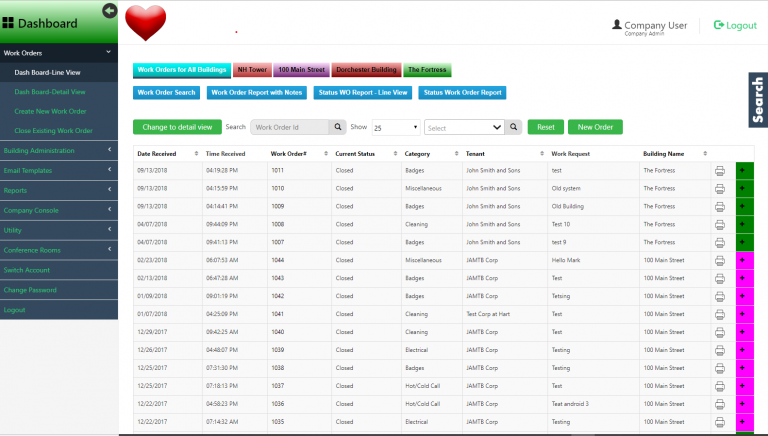 Dashboard
Work Orders
Dash Board-Line View
Dash Board-Detail View
Create New Work Order
Close Existing Work Order
Building Administration
Email Templates
Reports
Company Console
Utility
Conference Rooms
Switch Account
Change Password
Logout
Company User
Company Admin
Logout
Work Orders for All Buildings NH Tower 100 Main Street Dorchester Building The Fortress
Work Order Search Work Order Report with Notes Status WO Report - Line View Status Work Order Report
Search
Change to detail view Search Work Order Id Show 25 Select Reset New Order
Date Received Time Received Work Order# Current Status Category Tenant Work Request Building Name
09/13/2018 04:19:28 PM 1011 Closed Badges John Smith and Sons test The Fortress +
09/13/2018 04:15:59 PM 1010 Closed Miscellaneous John Smith and Sons Old system The Fortress +
09/13/2018 04:14:41 PM 1009 Closed Badges John Smith and Sons Old Building The Fortress +
04/07/2018 09:44:09 PM 1008 Closed Cleaning John Smith and Sons Test 10 The Fortress +
04/07/2018 09:41:13 PM 1007 Closed Badges John Smith and Sons test 9 The Fortress +
02/23/2018 06:07:53 AM 1044 Closed Miscellaneous JAMTB Corp Hello Mark 100 Main Street +
02/13/2018 06:47:28 AM 1043 Closed Badges JAMTB Corp Test 100 Main Street +
01/09/2018 09:01:19 PM 1042 Closed Badges JAMTB Corp Tetsing 100 Main Street +
01/07/2018 04:25:09 PM 1041 Closed Cleaning Test Corp at Hart Test 100 Main Street +
12/29/2017 09:42:25 AM 1040 Closed Cleaning JAMTB Corp Test 100 Main Street +
12/26/2017 04:48:07 PM 1039 Closed Electrical JAMTB Corp Testing 100 Main Street +
12/25/2017 07:31:30 PM 1038 Closed Badges JAMTB Corp Testing 100 Main Street +
12/25/2017 07:18:13 PM 1037 Closed Hot/Cold Call JAMTB Corp Test 100 Main Street +
12/22/2017 04:58:23 PM 1036 Closed Hot/Cold Call JAMTB Corp Teat android 3 100 Main Street +
12/22/2017 07:14:32 AM 1035 Closed Electrical JAMTB Corp Testing 100 Main Street +